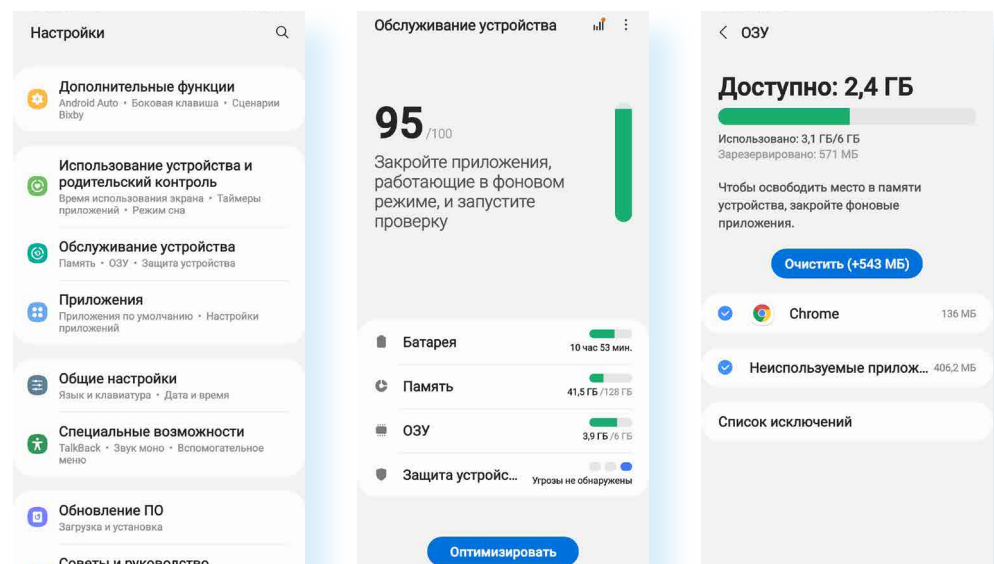 Настройки
Дополнительные функции
Android Auto • Боковая клавиша • Сценарии
Bixby
Использование устройства и
родительский контроль
Время использования экрана • Таймеры
приложений • Режим сна
Обслуживание устройства
Память • ОЗУ • Защита устройства
Приложения
Приложения по умолчанию • Настройки
приложений
Общие настройки
Язык и клавиатура • Дата и время
Специальные возможности
TalkBack • Звук моно • Вспомогательное
меню
Обновление ПО
Загрузка и установка
Советы и руководство
Обслуживание устройства
95/100
Закройте приложения,
работающие в фоновом
режиме, и запустите
проверку
Батарея
10 час 53 мин.
Память
41,5 ГБ /128 ГБ
ОЗУ
3,9 ГБ /6 ГБ
Защита устройс...
Угрозы не обнаружены
Оптимизировать
ОЗУ
Доступно: 2,4 ГБ
Использовано: 3,1 ГБ/6 ГБ
Зарезервировано: 571 МБ
Чтобы освободить место в памяти
устройства, закройте фоновые
приложения.
Очистить (+543 МБ)
Chrome 136 МБ
Неиспользуемые прилож... 406,2 МБ
Список исключений